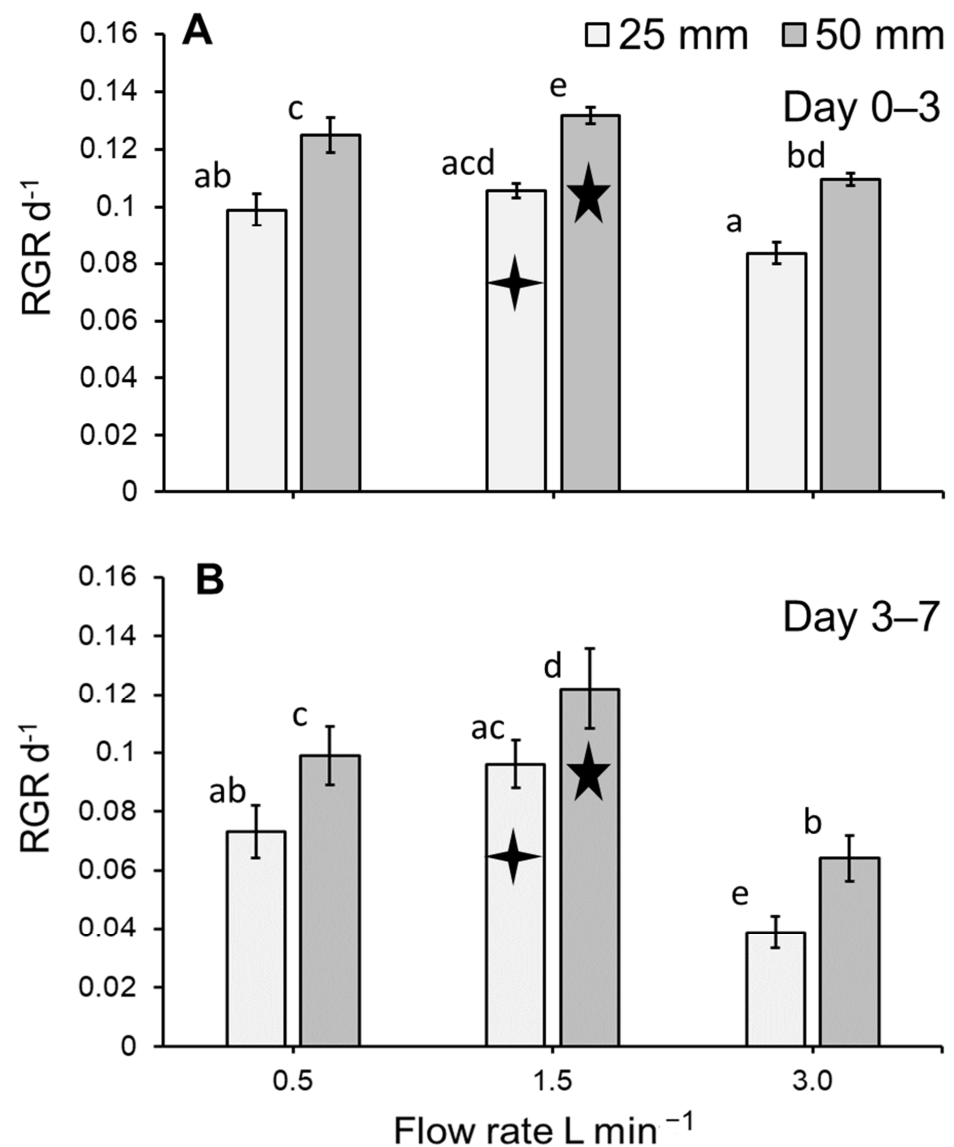 A
25 mm 50 mm
Day 0–3
RGR d⁻¹
0.16
0.14
0.12
0.1
0.08
0.06
0.04
0.02
0
ab
c
acd
e
a
bd
B
Day 3–7
RGR d⁻¹
0.16
0.14
0.12
0.1
0.08
0.06
0.04
0.02
0
ab
c
ac
d
e
b
0.5 1.5 3.0
Flow rate L min⁻¹